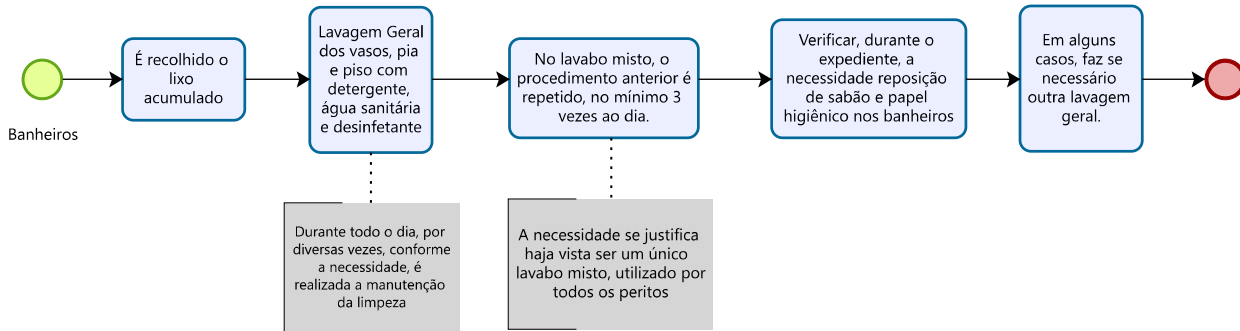 Banheiros
É recolhido o
lixo
acumulado
Lavagem Geral
dos vasos, pia
e piso com
detergente,
água sanitária
e desinfetante
No lavabo misto, o
procedimento anterior é
repetido, no mínimo 3
vezes ao dia.
Verificar, durante o
expediente, a
necessidade reposição
de sabão e papel
higiênico nos banheiros
Em alguns
casos, faz se
necessário
outra lavagem
geral.
Durante todo o dia, por
diversas vezes, conforme
a necessidade, é
realizada a manutenção
da limpeza
A necessidade se justifica
haja vista ser um único
lavabo misto, utilizado por
todos os peritos